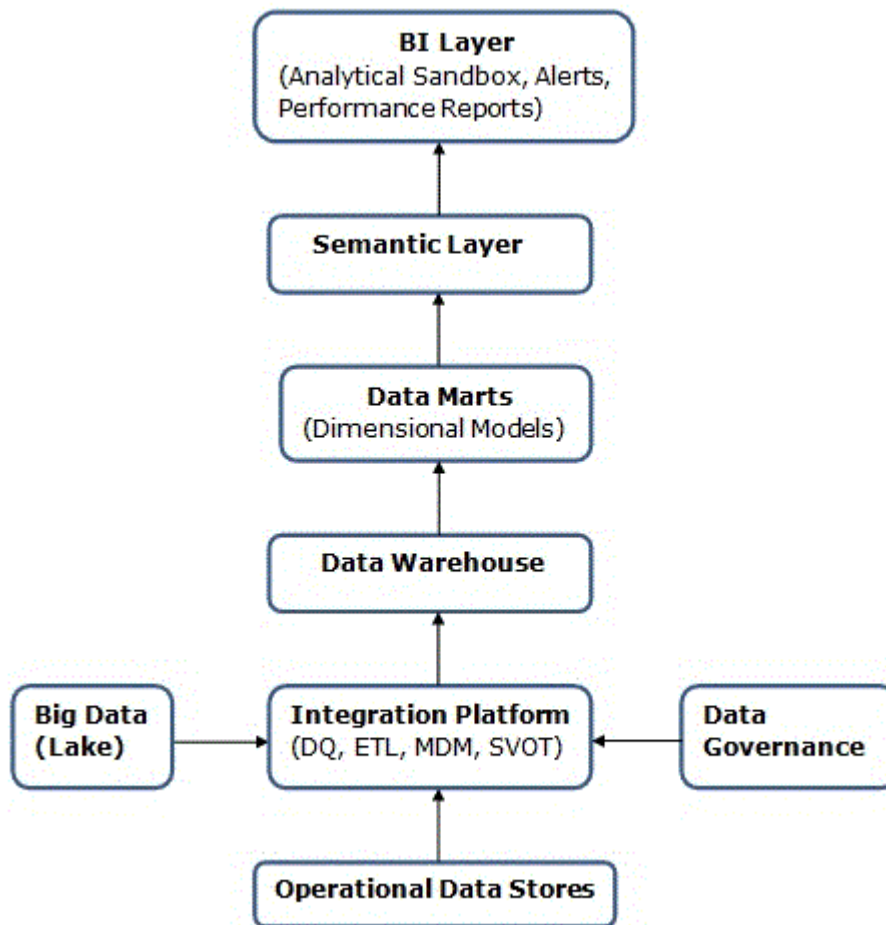 BI Layer
(Analytical Sandbox, Alerts,
Performance Reports)
Semantic Layer
Data Marts
(Dimensional Models)
Data Warehouse
Big Data
(Lake)
Integration Platform
(DQ, ETL, MDM, SVOT)
Data
Governance
Operational Data Stores